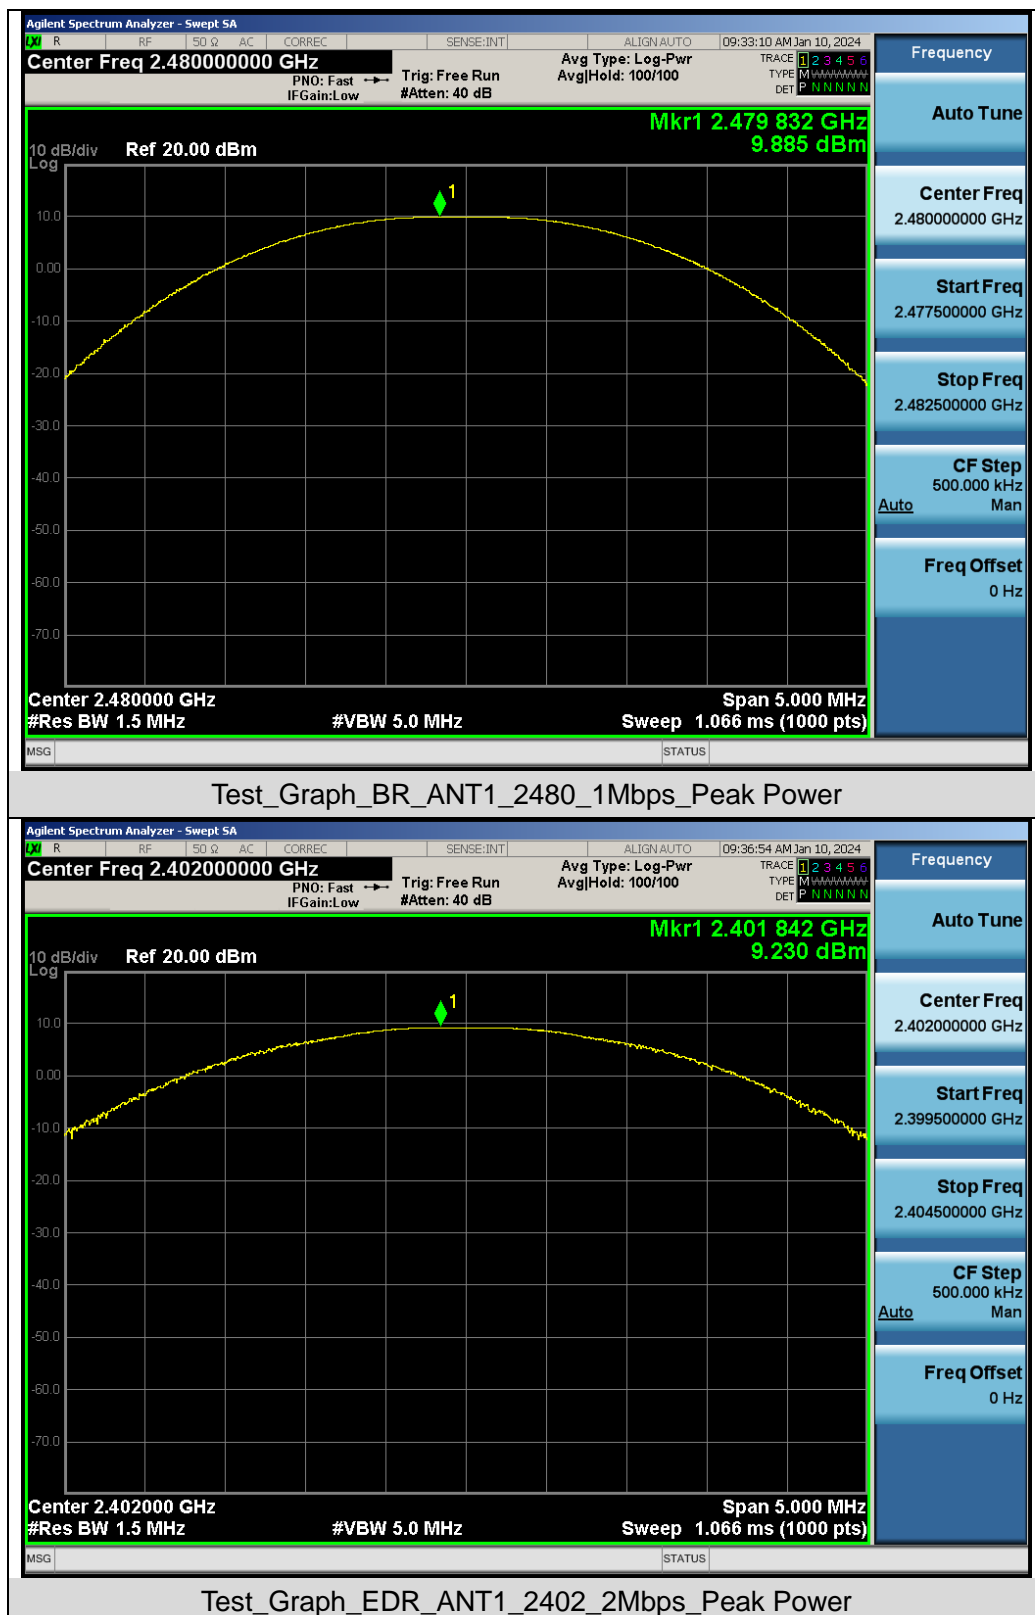 Agilent Spectrum Analyzer - Swept SA
LXI R RF 50 Ω AC CORREC SENSE:INT ALIGN AUTO 09:33:10 AM Jan 10, 2024
Center Freq 2.480000000 GHz
PNO: Fast
IFGain:Low
Trig: Free Run
#Atten: 40 dB
Avg Type: Log-Pwr
Avg|Hold: 100/100
TRACE 1 2 3 4 5 6
TYPE M WWWWW
DET P N N N N N
Mkr1 2.479 832 GHz
9.885 dBm
10 dB/div Ref 20.00 dBm
Log
1
10.0
0.00
-10.0
-20.0
-30.0
-40.0
-50.0
-60.0
-70.0
Center 2.480000 GHz Span 5.000 MHz
#Res BW 1.5 MHz #VBW 5.0 MHz Sweep 1.066 ms (1000 pts)
MSG STATUS
Frequency
Auto Tune
Center Freq
2.480000000 GHz
Start Freq
2.477500000 GHz
Stop Freq
2.482500000 GHz
CF Step
500.000 kHz
Auto Man
Freq Offset
0 Hz
Test_Graph_BR_ANT1_2480_1Mbps_Peak Power
Agilent Spectrum Analyzer - Swept SA
LXI R RF 50 Ω AC CORREC SENSE:INT ALIGN AUTO 09:36:54 AM Jan 10, 2024
Center Freq 2.402000000 GHz
PNO: Fast
IFGain:Low
Trig: Free Run
#Atten: 40 dB
Avg Type: Log-Pwr
Avg|Hold: 100/100
TRACE 1 2 3 4 5 6
TYPE M WWWWW
DET P N N N N N
Mkr1 2.401 842 GHz
9.230 dBm
10 dB/div Ref 20.00 dBm
Log
1
10.0
0.00
-10.0
-20.0
-30.0
-40.0
-50.0
-60.0
-70.0
Center 2.402000 GHz Span 5.000 MHz
#Res BW 1.5 MHz #VBW 5.0 MHz Sweep 1.066 ms (1000 pts)
MSG STATUS
Frequency
Auto Tune
Center Freq
2.402000000 GHz
Start Freq
2.399500000 GHz
Stop Freq
2.404500000 GHz
CF Step
500.000 kHz
Auto Man
Freq Offset
0 Hz
Test_Graph_EDR_ANT1_2402_2Mbps_Peak Power